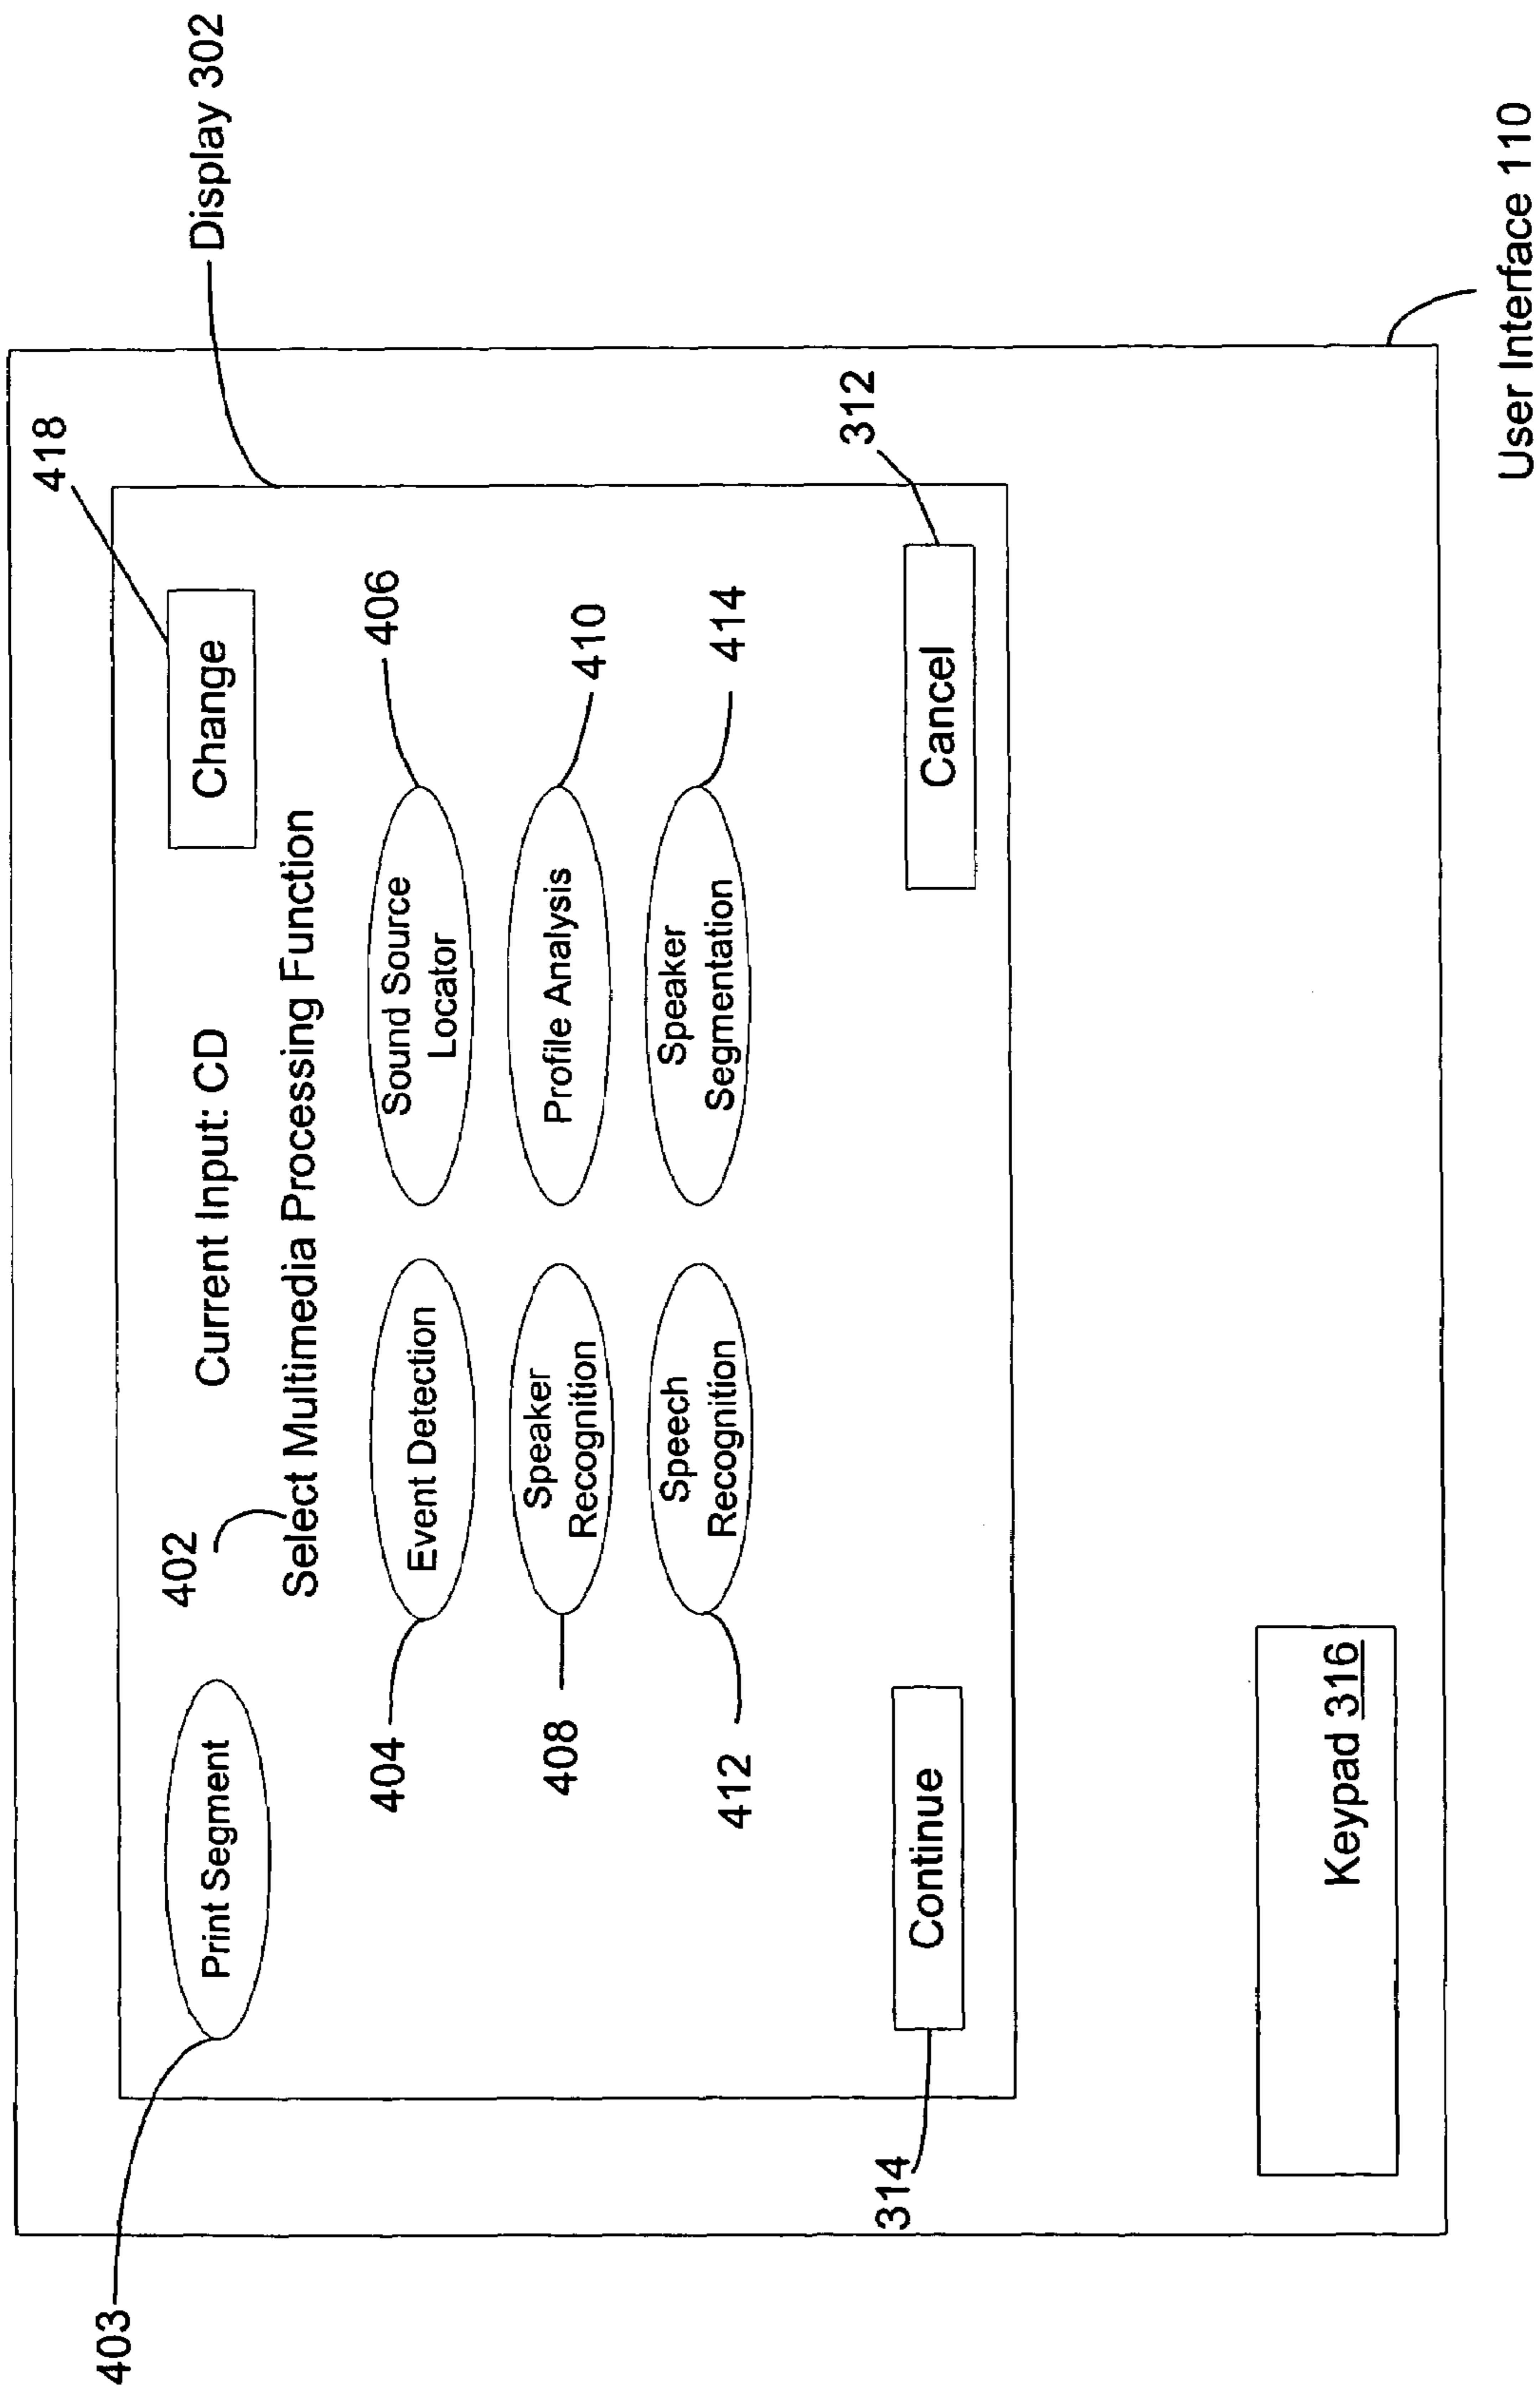 Display 302
418
Current Input: CD
Change
Print Segment
402
Select Multimedia Processing Function
403
404
Event Detection
Sound Source
Locator
406
408
Speaker
Recognition
Profile Analysis
410
412
Speech
Recognition
Speaker
Segmentation
414
314
Continue
Cancel
312
Keypad 316
User Interface 110